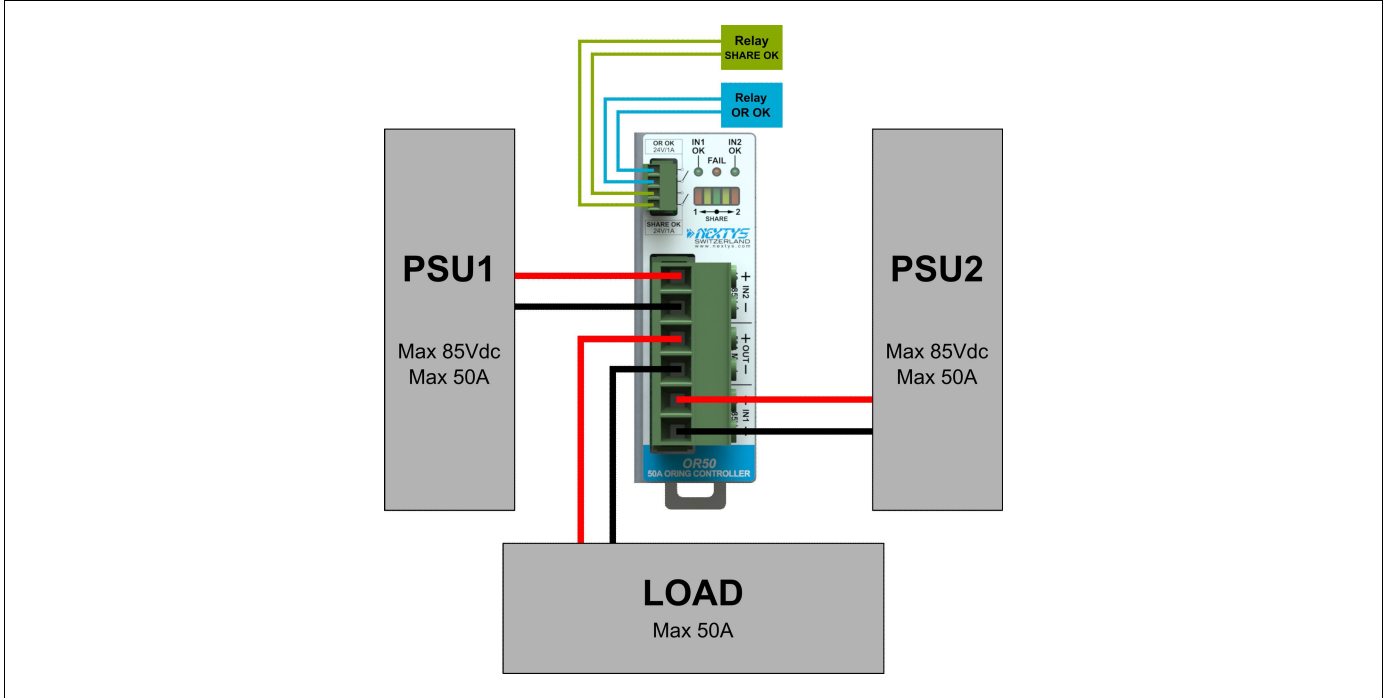 Relay
SHARE OK
Relay
OR OK
OR OK
24V/1A
IN1
OK
IN2
OK
FAIL
1
2
SHARE
SHARE OK
24V/1A
NEXTYS
SWITZERLAND
www.nextys.com
PSU1
Max 85Vdc
Max 50A
+ IN2 –
+ OUT –
IN1
PSU2
Max 85Vdc
Max 50A
OR50
50A ORING CONTROLLER
LOAD
Max 50A